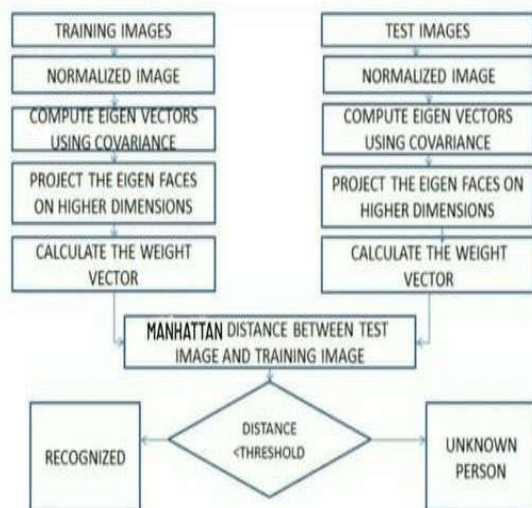 TRAINING IMAGES
NORMALIZED IMAGE
COMPUTE EIGEN VECTORS
USING COVARIANCE
PROJECT THE EIGEN FACES
ON HIGHER DIMENSIONS
CALCULATE THE WEIGHT
VECTOR
TEST IMAGES
NORMALIZED IMAGE
COMPUTE EIGEN VECTORS
USING COVARIANCE
PROJECT THE EIGEN FACES ON
HIGHER DIMENSIONS
CALCULATE THE WEIGHT
VECTOR
MANHATTAN DISTANCE BETWEEN TEST
IMAGE AND TRAINING IMAGE
DISTANCE
<THRESHOLD
RECOGNIZED
UNKNOWN
PERSON